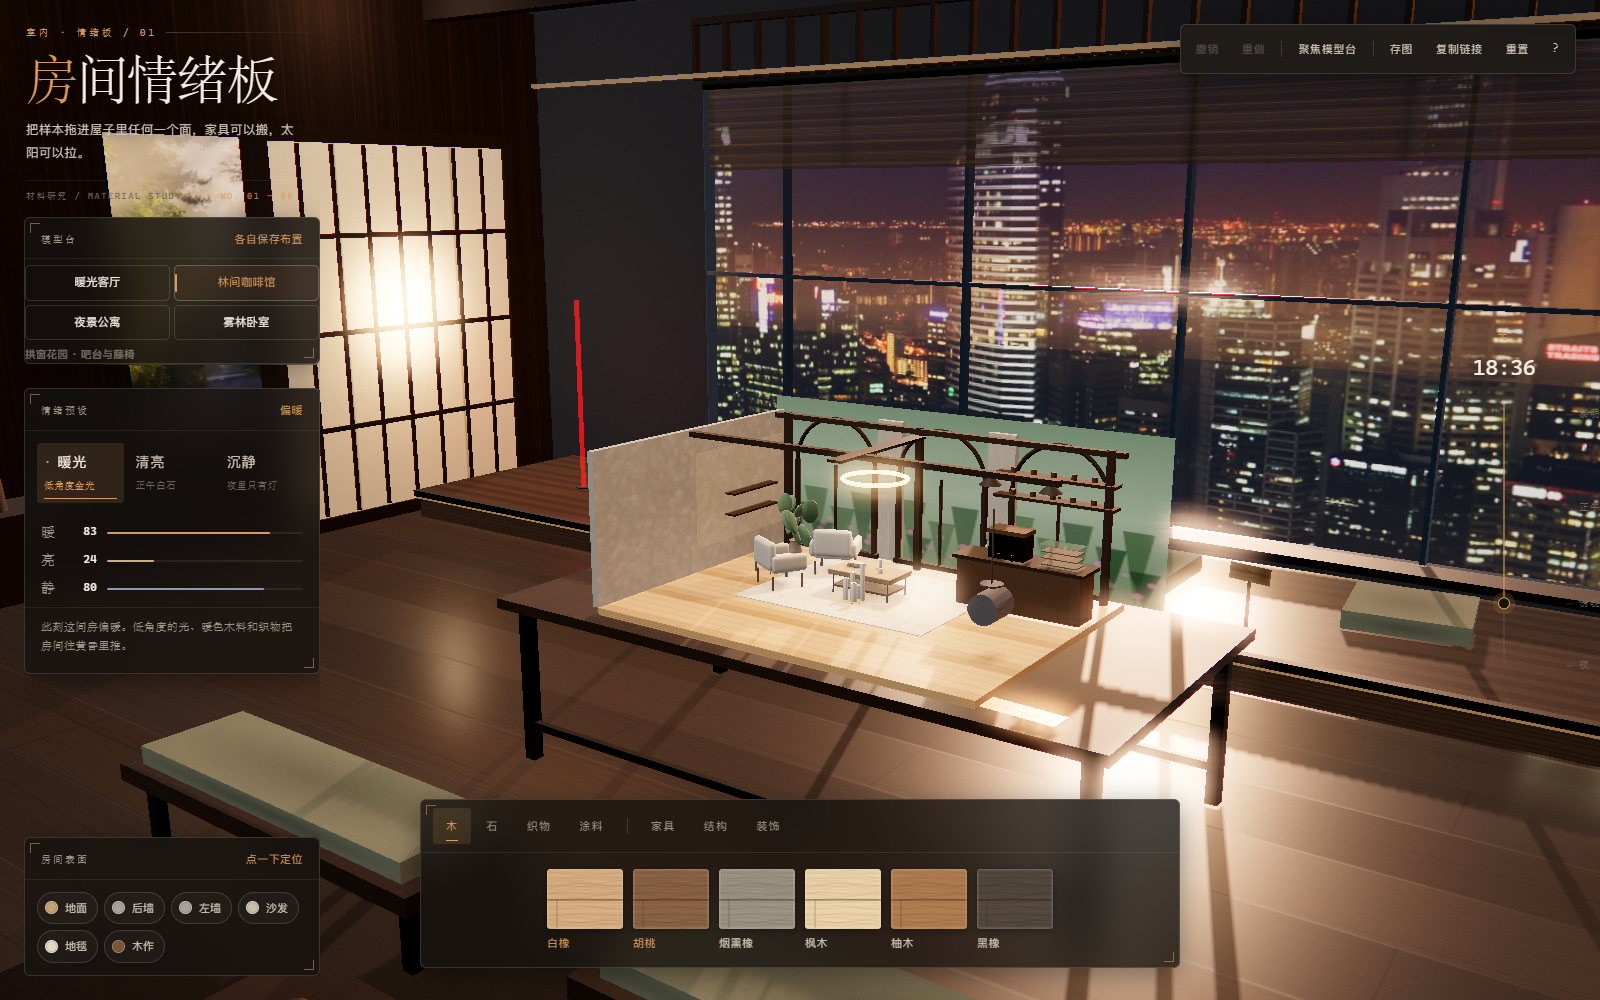 室内 · 情绪板 / 01
房间情绪板
把样本拖进屋子里任何一个面，家具可以搬，太
阳可以拉。
材料研究 / MATERIAL STUDY
模型台 各自保存布置
暖光客厅 林间咖啡馆
夜景公寓 雾林卧室
拱窗花园 · 吧台与藤椅
情绪预设 偏暖
· 暖光 清亮 沉静
低角度金光 正午白石 夜里只有灯
暖 83
亮 24
静 80
此刻这间房偏暖。低角度的光、暖色木料和织物把
房间往黄昏里推。
房间表面 点一下定位
地面 后墙 左墙 沙发
地毯 木作
撤销 重做 聚焦模型台 存图 复制链接 重置 ?
STRAITS
TRADING
18:36
正午
夜
木 石 织物 涂料 家具 结构 装饰
白橡 胡桃 烟熏橡 枫木 柚木 黑橡